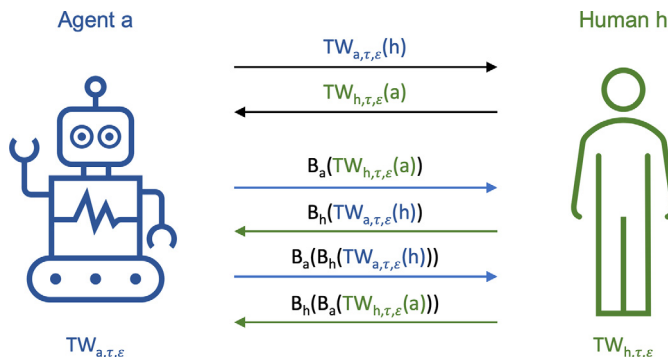 Agent a
Human h
TWₐ,τ,ε(h)
TWₕ,τ,ε(a)
Bₐ(TWₕ,τ,ε(a))
Bₕ(TWₐ,τ,ε(h))
Bₐ(Bₕ(TWₐ,τ,ε(h)))
Bₕ(Bₐ(TWₕ,τ,ε(a)))
TWₐ,τ,ε
TWₕ,τ,ε